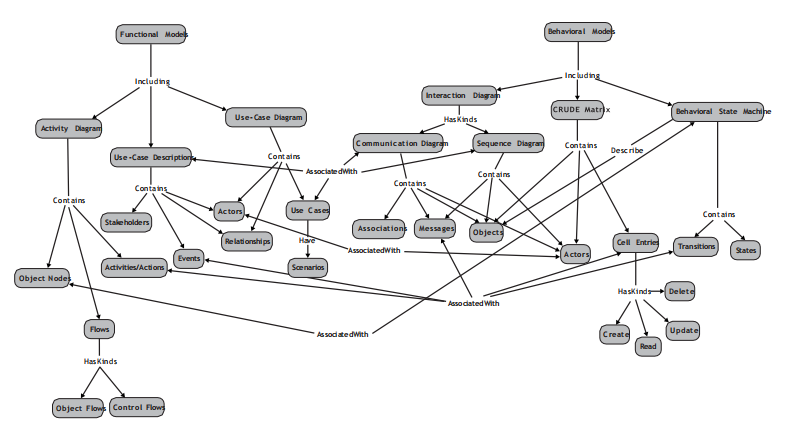 Functional Models
Behavioral Models
Including
Including
Interaction Diagram
CRUDE Matrix
Behavioral State Machine
Activity Diagram
Use-Case Diagram
HasKinds
Use-Case Description
Communication Diagram
Sequence Diagram
Contains
Describe
Contains
AssociatedWith
Contains
Contains
Contains
Contains
Stakeholders
Actors
Use Cases
Contains
Relationships
Have
Associations
Messages
Objects
Actors
Cell Entries
Transitions
States
Object Nodes
Activities/Actions
Events
Scenarios
AssociatedWith
HasKinds
Delete
AssociatedWith
Flows
AssociatedWith
Create
Read
Update
HasKinds
Object Flows
Control Flows